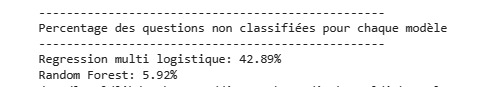 ------------------------------------------------
Percentage des questions non classifiées pour chaque modèle
------------------------------------------------
Regression multi logistique: 42.89%
Random Forest: 5.92%